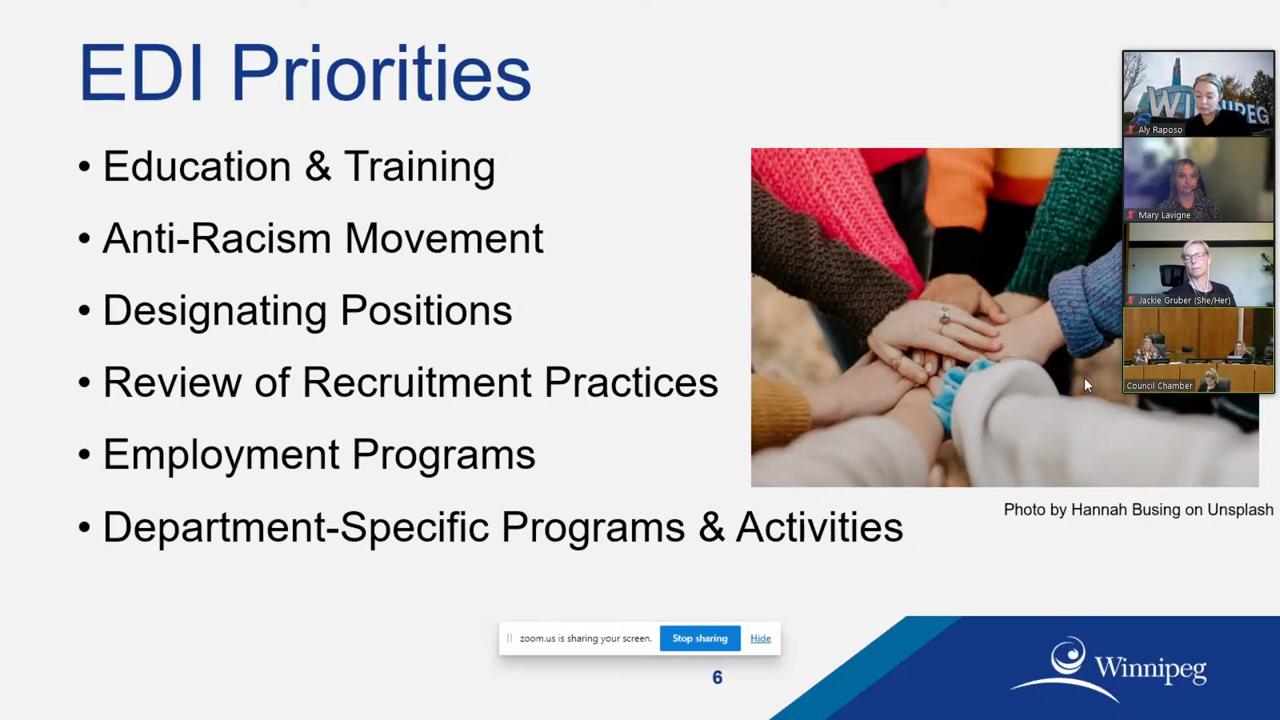 EDI Priorities
• Education & Training
• Anti-Racism Movement
• Designating Positions
• Review of Recruitment Practices
• Employment Programs
• Department-Specific Programs & Activities
Photo by Hannah Busing on Unsplash
WINNIPEG
Aly Raposo
Mary Lavigne
Jackie Gruber (She/Her)
Council Chamber
zoom.us is sharing your screen. Stop sharing Hide
6
Winnipeg